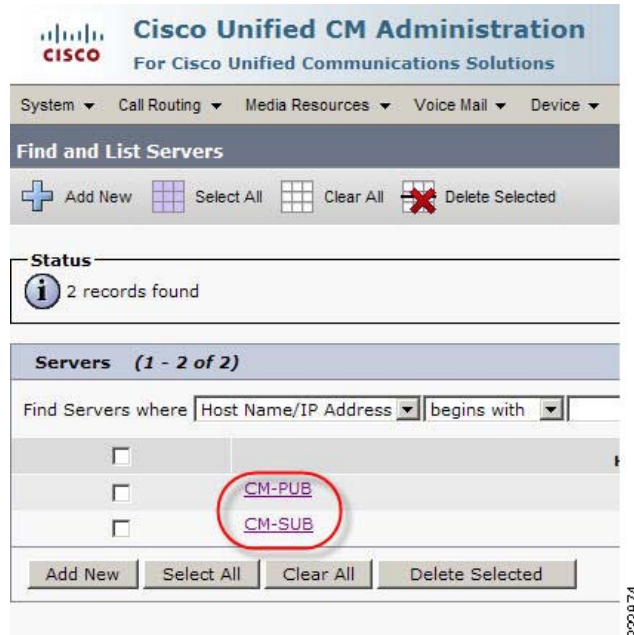 cisco
Cisco Unified CM Administration
For Cisco Unified Communications Solutions
System Call Routing Media Resources Voice Mail Device
Find and List Servers
Add New Select All Clear All Delete Selected
Status
i 2 records found
Servers (1 - 2 of 2)
Find Servers where Host Name/IP Address begins with
CM-PUB
CM-SUB
Add New Select All Clear All Delete Selected